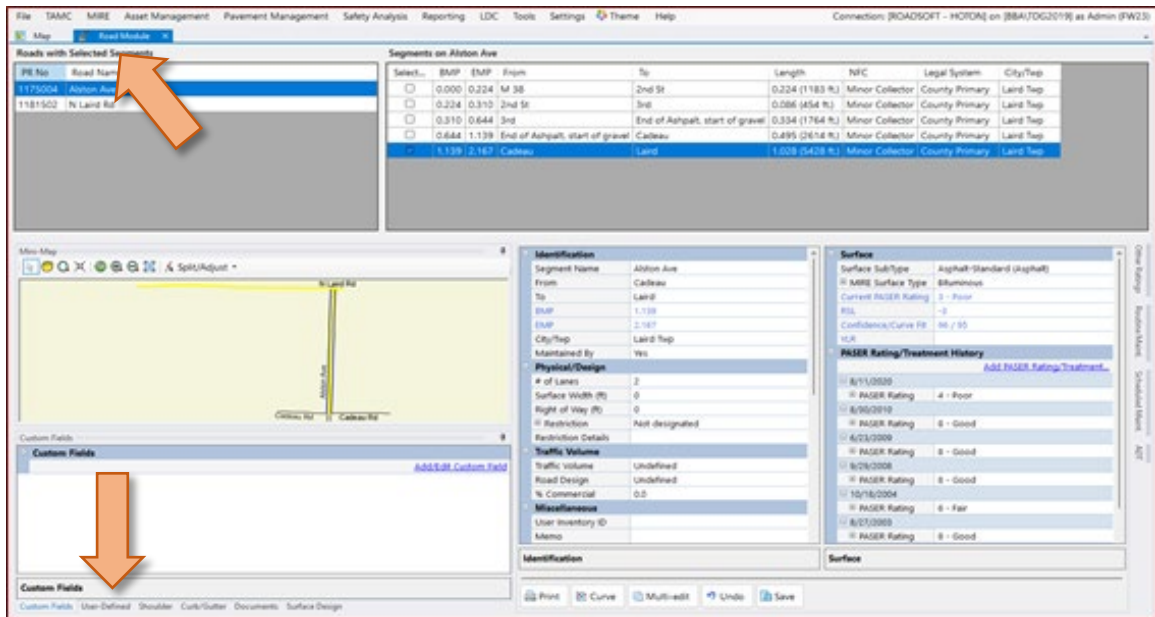 File TAMC MIRE Asset Management Pavement Management Safety Analysis Reporting LDC Tools Settings Theme Help Connection: [ROADSOFT - HOTON] on [BBA\TDG2019] as Admin (FW23)
Map Road Module
Roads with Selected Segments
PR No Road Nam
1175004 Alston Ave
1181502 N Laird Rd
Segments on Alston Ave
Select... BMP EMP From To Length NFC Legal System City/Twp
0.000 0.224 M 38 2nd St 0.224 (1183 ft.) Minor Collector County Primary Laird Twp
0.224 0.310 2nd St 3rd 0.086 (454 ft.) Minor Collector County Primary Laird Twp
0.310 0.644 3rd End of Ashpalt, start of gravel 0.334 (1764 ft.) Minor Collector County Primary Laird Twp
0.644 1.139 End of Ashpalt, start of gravel Cadeau 0.495 (2614 ft.) Minor Collector County Primary Laird Twp
1.139 2.167 Cadeau Laird 1.028 (5428 ft.) Minor Collector County Primary Laird Twp
Mini-Map
Split/Adjust
N Laird Rd
Alston Ave
Cadeau Rd Cadeau Rd
Custom Fields
Custom Fields
Add/Edit Custom Field
Custom Fields
Custom Fields User-Defined Shoulder Curb/Gutter Documents Surface Design
Identification
Segment Name Alston Ave
From Cadeau
To Laird
BMP 1.139
EMP 2.167
City/Twp Laird Twp
Maintained By Yes
Physical/Design
# of Lanes 2
Surface Width (ft) 0
Right of Way (ft) 0
Restriction Not designated
Restriction Details
Traffic Volume
Traffic Volume Undefined
Road Design Undefined
% Commercial 0.0
Miscellaneous
User Inventory ID
Memo
Identification
Print Curve Multi-edit Undo Save
Surface
Surface SubType Asphalt-Standard (Asphalt)
MIRE Surface Type Bituminous
Current PASER Rating 3 - Poor
RSL
Confidence/Curve Fit 96 / 95
VLR
PASER Rating/Treatment History
Add PASER Rating/Treatment...
8/11/2020
PASER Rating 4 - Poor
8/30/2010
PASER Rating 8 - Good
6/23/2009
PASER Rating 8 - Good
9/29/2008
PASER Rating 8 - Good
10/18/2004
PASER Rating 6 - Fair
8/27/2003
PASER Rating 8 - Good
Surface
Other Ratings
Routine Maint.
Scheduled Maint.
ADT